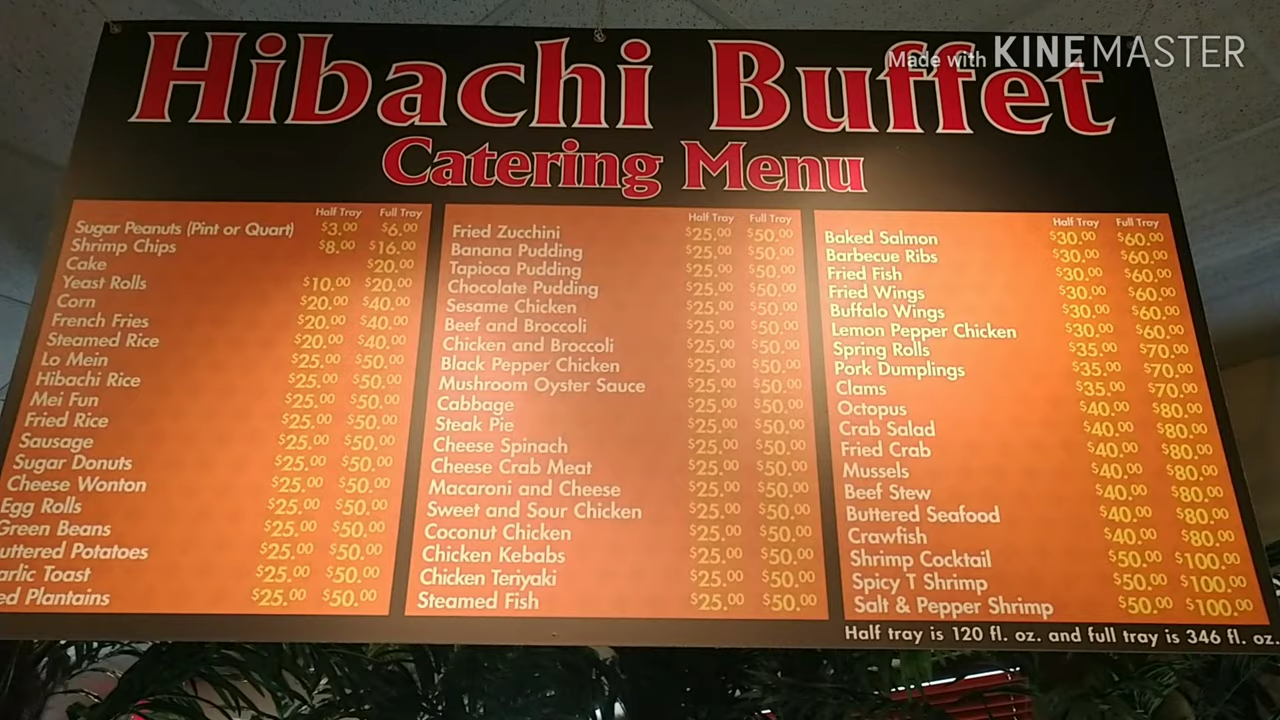 Made with KINEMASTER
Hibachi Buffet
Catering Menu
Half Tray Full Tray
Sugar Peanuts (Pint or Quart) $3.00 $6.00
Shrimp Chips $8.00 $16.00
Cake $20.00
Yeast Rolls $10.00 $20.00
Corn $20.00 $40.00
French Fries $20.00 $40.00
Steamed Rice $20.00 $40.00
Lo Mein $25.00 $50.00
Hibachi Rice $25.00 $50.00
Mei Fun $25.00 $50.00
Fried Rice $25.00 $50.00
Sausage $25.00 $50.00
Sugar Donuts $25.00 $50.00
Cheese Wonton $25.00 $50.00
Egg Rolls $25.00 $50.00
Green Beans $25.00 $50.00
Potatoes $25.00 $50.00
Toast $25.00 $50.00
Plantains $25.00 $50.00
Half Tray Full Tray
Fried Zucchini $25.00 $50.00
Banana Pudding $25.00 $50.00
Tapioca Pudding $25.00 $50.00
Chocolate Pudding $25.00 $50.00
Sesame Chicken $25.00 $50.00
Beef and Broccoli $25.00 $50.00
Chicken and Broccoli $25.00 $50.00
Black Pepper Chicken $25.00 $50.00
Mushroom Oyster Sauce $25.00 $50.00
Cabbage $25.00 $50.00
Steak Pie $25.00 $50.00
Cheese Spinach $25.00 $50.00
Cheese Crab Meat $25.00 $50.00
Macaroni and Cheese $25.00 $50.00
Sweet and Sour Chicken $25.00 $50.00
Coconut Chicken $25.00 $50.00
Chicken Kebabs $25.00 $50.00
Chicken Teriyaki $25.00 $50.00
Steamed Fish $25.00 $50.00
Half Tray Full Tray
Baked Salmon $30.00 $60.00
Barbecue Ribs $30.00 $60.00
Fried Fish $30.00 $60.00
Fried Wings $30.00 $60.00
Buffalo Wings $30.00 $60.00
Lemon Pepper Chicken $30.00 $60.00
Spring Rolls $35.00 $70.00
Pork Dumplings $35.00 $70.00
Clams $35.00 $70.00
Octopus $40.00 $80.00
Crab Salad $40.00 $80.00
Fried Crab $40.00 $80.00
Mussels $40.00 $80.00
Beef Stew $40.00 $80.00
Buttered Seafood $40.00 $80.00
Crawfish $40.00 $80.00
Shrimp Cocktail $50.00 $100.00
Spicy T Shrimp $50.00 $100.00
Salt & Pepper Shrimp $50.00 $100.00
Half tray is 120 fl. oz. and full tray is 346 fl. oz.